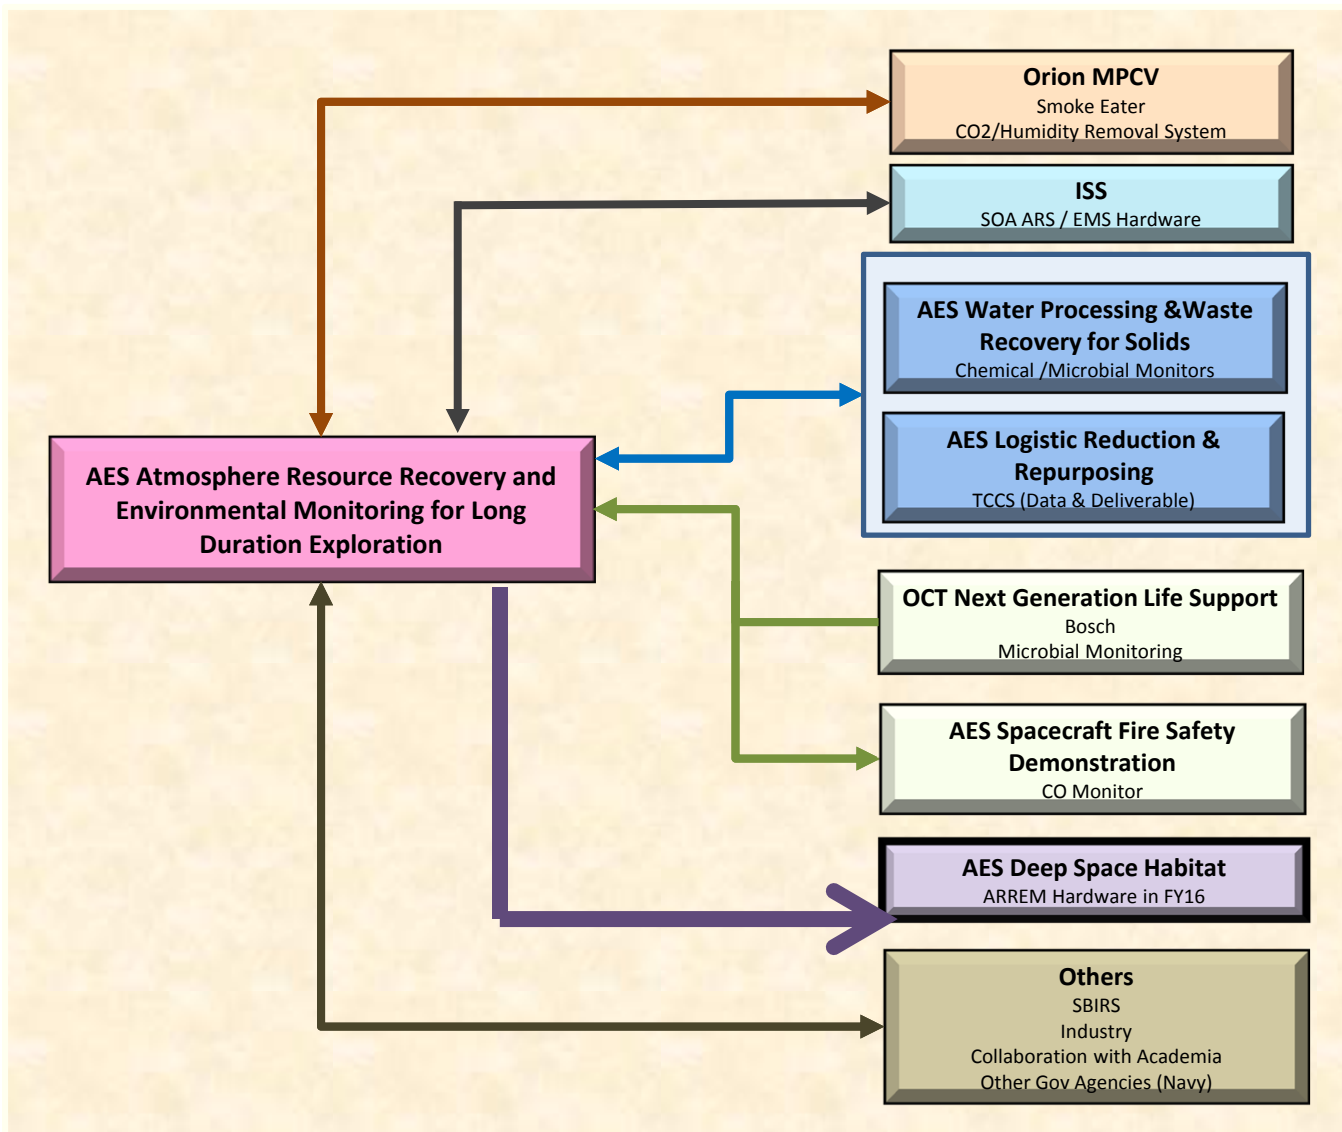 Orion MPCV
Smoke Eater
CO2/Humidity Removal System
ISS
SOA ARS / EMS Hardware
AES Water Processing &Waste
Recovery for Solids
Chemical /Microbial Monitors
AES Logistic Reduction &
Repurposing
TCCS (Data & Deliverable)
AES Atmosphere Resource Recovery and
Environmental Monitoring for Long
Duration Exploration
OCT Next Generation Life Support
Bosch
Microbial Monitoring
AES Spacecraft Fire Safety
Demonstration
CO Monitor
AES Deep Space Habitat
ARREM Hardware in FY16
Others
SBIRS
Industry
Collaboration with Academia
Other Gov Agencies (Navy)